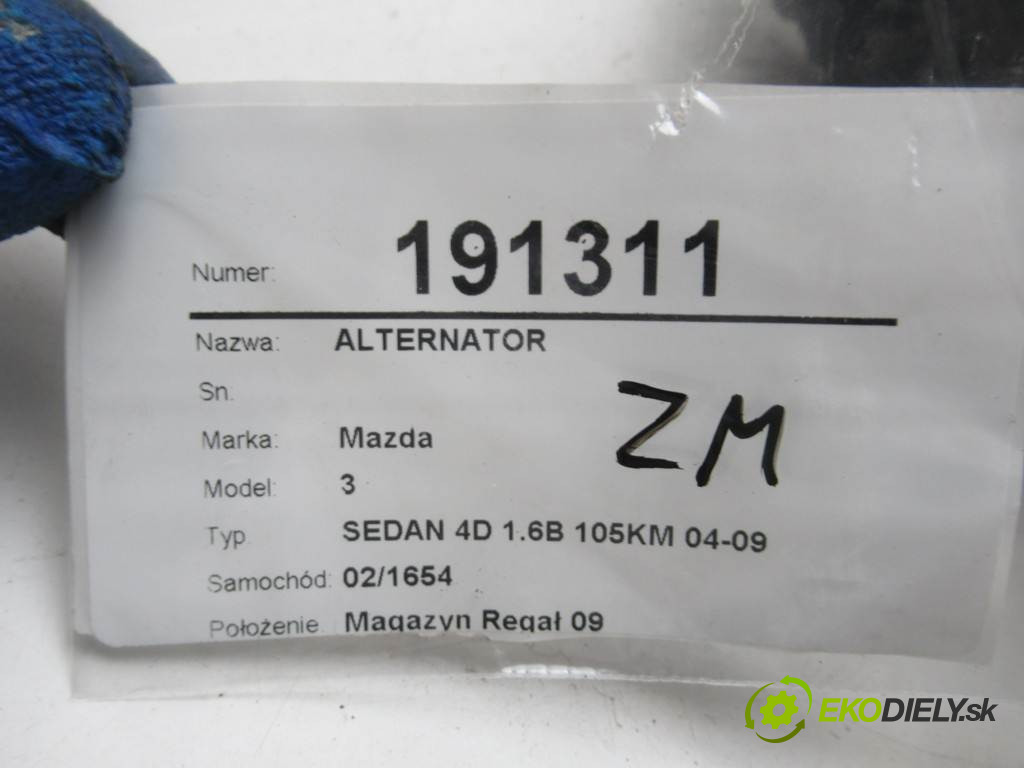 Numer: 191311
Nazwa: ALTERNATOR
Sn.
ZM
Marka: Mazda
Model: 3
Typ SEDAN 4D 1.6B 105KM 04-09
Samochód: 02/1654
Położenie Magazyn Regał 09
EKODIELY.sk